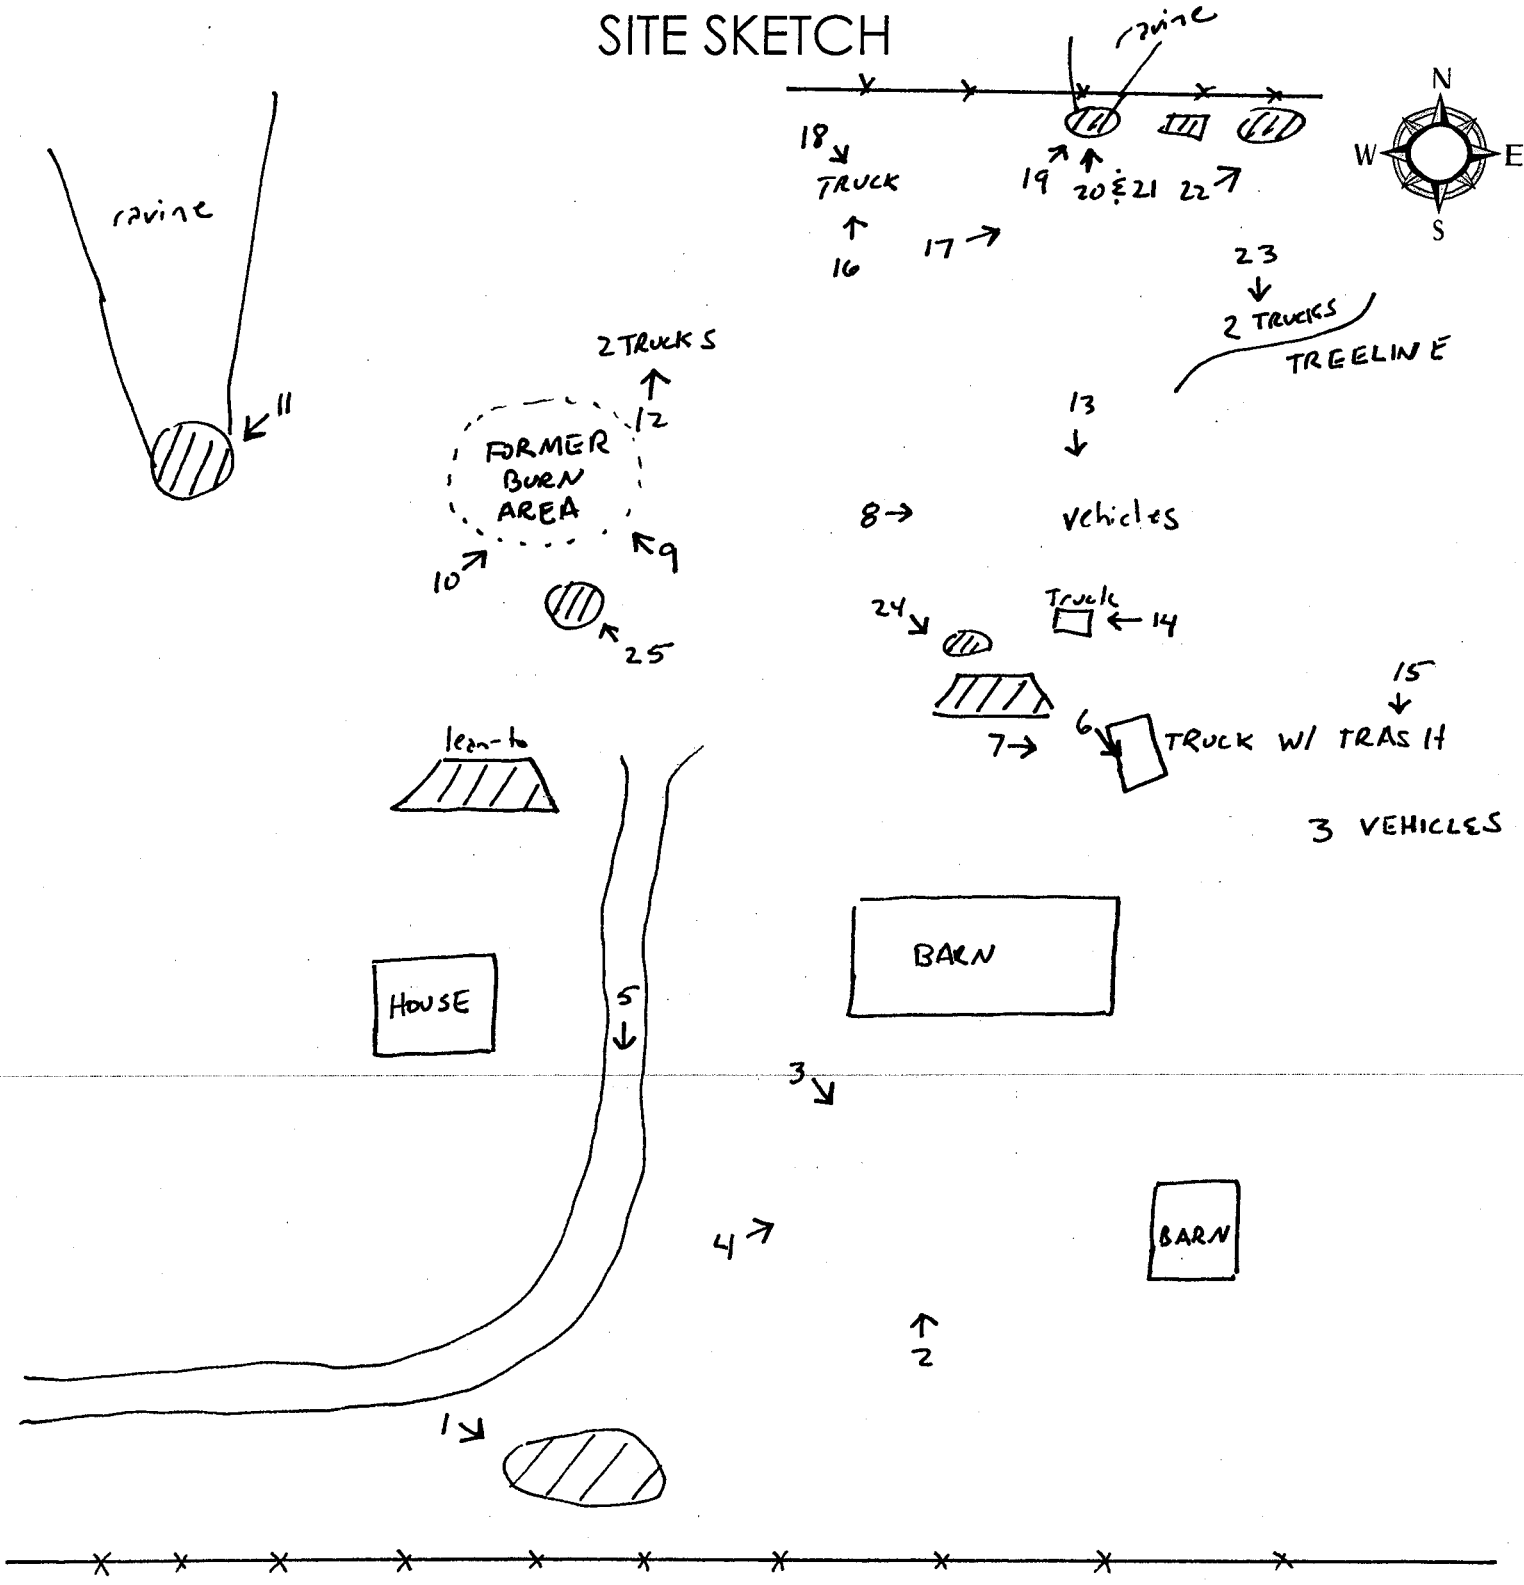 SITE SKETCH
ravine
N
W E
S
18
TRUCK
19 20 & 21 22
ravine
16
17
23
2 TRUCKS
TREELINE
2 TRUCKS
11
12
13
FORMER
BURN
AREA
8
vehicles
10
9
24
Truck
14
25
15
lean-to
7
6
TRUCK W/ TRASH
3 VEHICLES
BARN
HOUSE
5
3
4
BARN
2
1